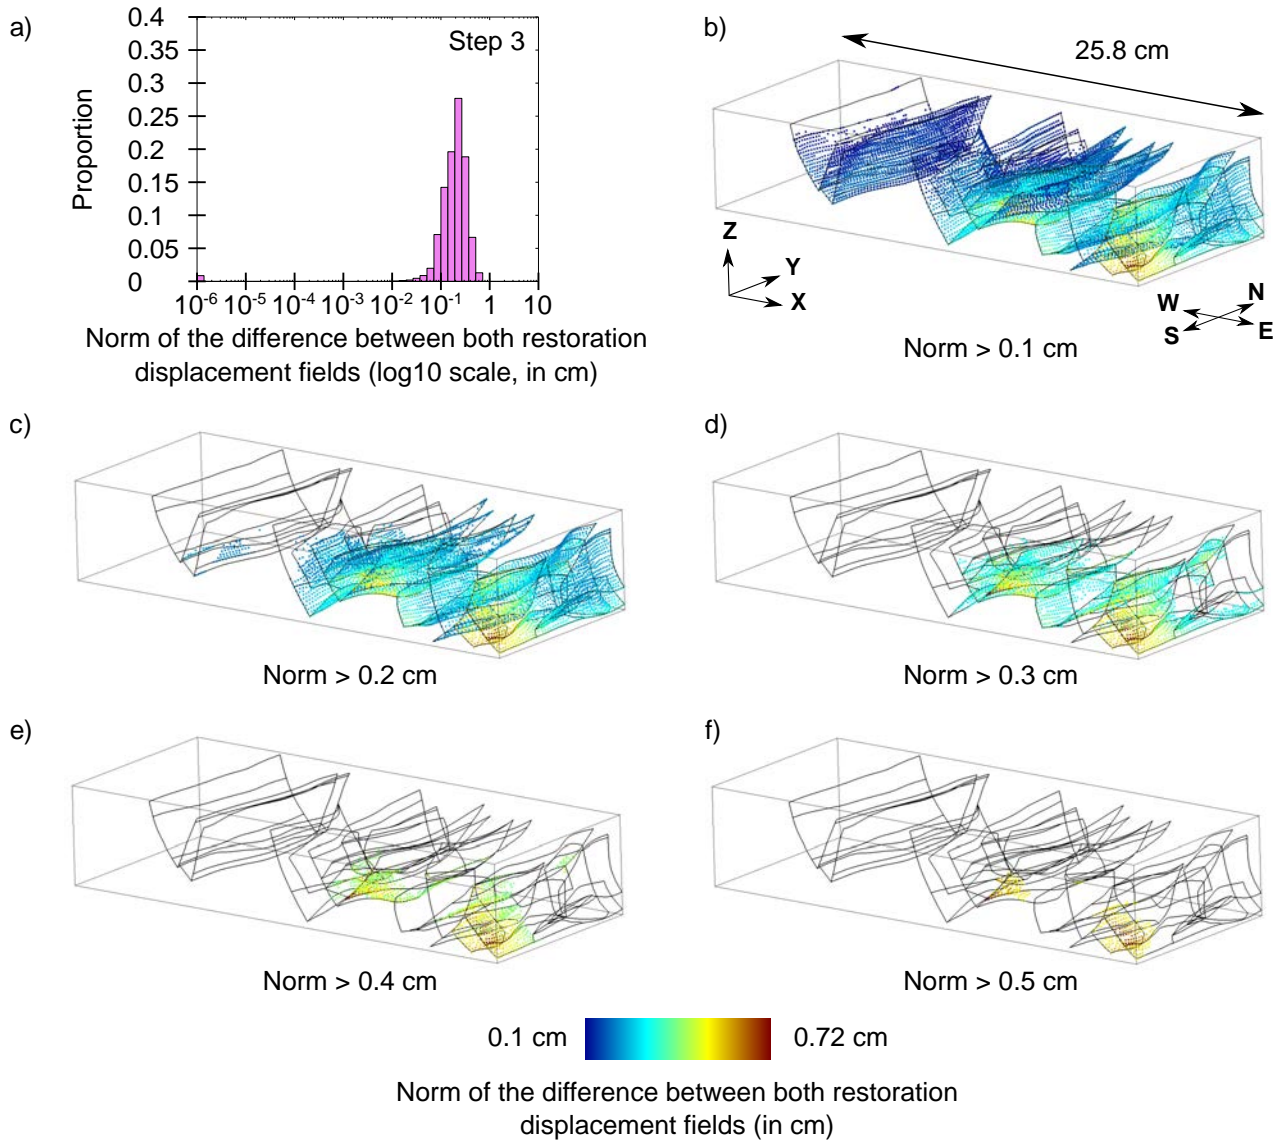 a)
0.4
0.35
0.3
0.25
0.2
0.15
0.1
0.05
0
Proportion
Step 3
10^-6 10^-5 10^-4 10^-3 10^-2 10^-1 1 10
Norm of the difference between both restoration
displacement fields (log10 scale, in cm)
b)
25.8 cm
Z
Y
X
W
N
S
E
Norm > 0.1 cm
c)
Norm > 0.2 cm
d)
Norm > 0.3 cm
e)
Norm > 0.4 cm
f)
Norm > 0.5 cm
0.1 cm
0.72 cm
Norm of the difference between both restoration
displacement fields (in cm)